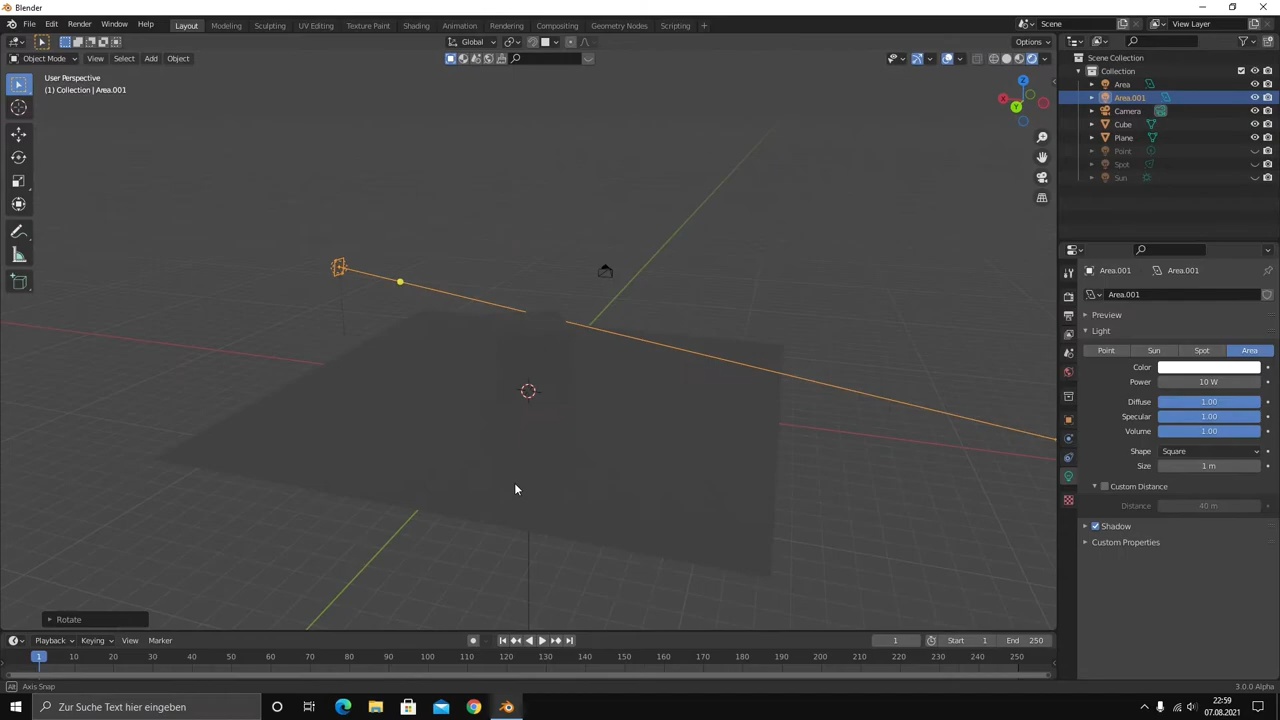 Blender
File Edit Render Window Help Layout Modeling Sculpting UV Editing Texture Paint Shading Animation Rendering Compositing Geometry Nodes Scripting + Scene View Layer
Global Options
Object Mode View Select Add Object
User Perspective
(1) Collection | Area.001
Z
X
Y
Scene Collection
Collection
Area
Area.001
Camera
Cube
Plane
Point
Spot
Sun
Area.001 Area.001
Area.001
Preview
Light
Point Sun Spot Area
Color
Power 10 W
Diffuse 1.00
Specular 1.00
Volume 1.00
Shape Square
Size 1 m
Custom Distance
Distance 40 m
Shadow
Custom Properties
Rotate
Playback Keying View Marker 1 Start 1 End 250
1 10 20 30 40 50 60 70 80 90 100 110 120 130 140 150 160 170 180 190 200 210 220 230 240 250
Alt Axis Snap 3.0.0 Alpha
Zur Suche Text hier eingeben
22:59
07.08.2021